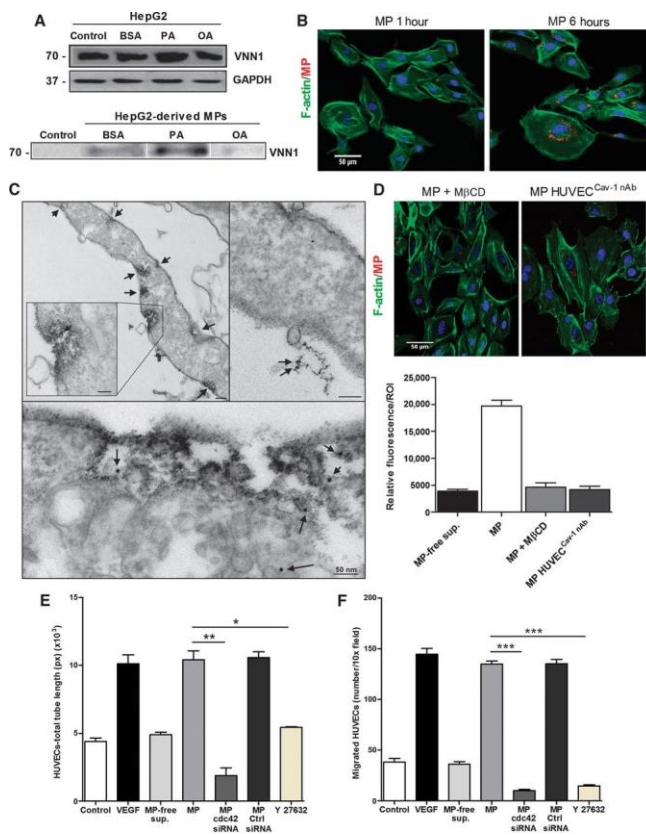 A
HepG2
Control BSA PA OA
70 - VNN1
37 - GAPDH
HepG2-derived MPs
Control BSA PA OA
70 - VNN1
B
MP 1 hour MP 6 hours
F-actin/MP
50 μm
C
50 nm
D
MP + MβCD MP HUVEC Cav-1 nAb
F-actin/MP
50 μm
Relative fluorescence/ROI
25,000
20,000
15,000
10,000
5000
0
MP-free sup.
MP
MP + MβCD
MP HUVEC Cav-1 nAb
E
HUVECs-total tube length (px) (x10-3)
15
10
5
0
* 
**
Control VEGF MP-free sup. MP MP cdc42 siRNA MP Ctrl siRNA Y 27632
F
Migrated HUVECs (number/10x field)
200
150
100
50
0
***
***
Control VEGF MP-free sup. MP MP cdc42 siRNA MP Ctrl siRNA Y 27632